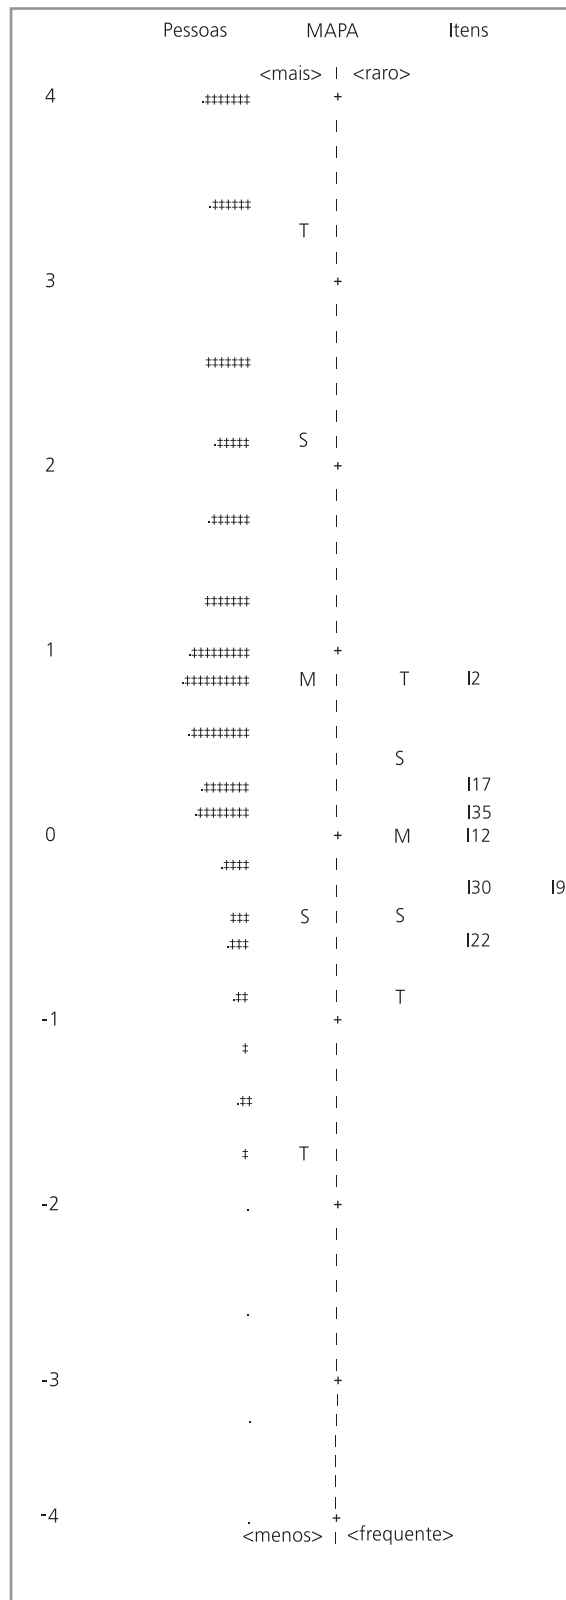 Pessoas MAPA Itens
<mais> | <raro>
4 .‡‡‡‡‡‡‡ +
.‡‡‡‡‡‡
T
3 +
‡‡‡‡‡‡‡
.‡‡‡‡‡ S
2 +
.‡‡‡‡‡‡
‡‡‡‡‡‡‡
1 .‡‡‡‡‡‡‡‡‡ +
.‡‡‡‡‡‡‡‡‡‡ M T I2
.‡‡‡‡‡‡‡‡‡
S
.‡‡‡‡‡‡‡ I17
.‡‡‡‡‡‡‡‡ I35
0 + M I12
.‡‡‡‡
I30 I9
‡‡‡ S S
.‡‡‡ I22
.‡‡ T
-1 +
‡
.‡‡
‡ T
-2 . +
.
-3 +
.
-4 . +
<menos> | <frequente>